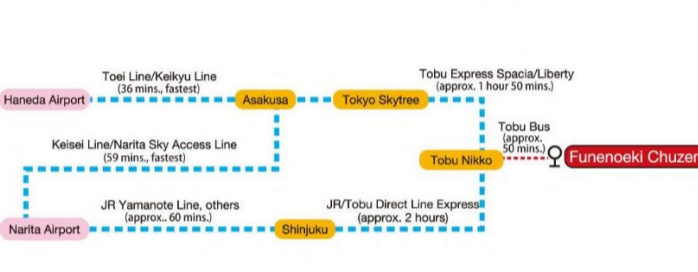 Toei Line/Keikyu Line
(36 mins., fastest)
Tobu Express Spacia/Liberty
(approx. 1 hour 50 mins.)
Haneda Airport
Asakusa
Tokyo Skytree
Tobu Bus
(approx.
50 mins.)
Keisei Line/Narita Sky Access Line
(59 mins., fastest)
Tobu Nikko
Funenoeki Chuzen
JR Yamanote Line, others
(approx.. 60 mins.)
JR/Tobu Direct Line Express
(approx. 2 hours)
Narita Airport
Shinjuku